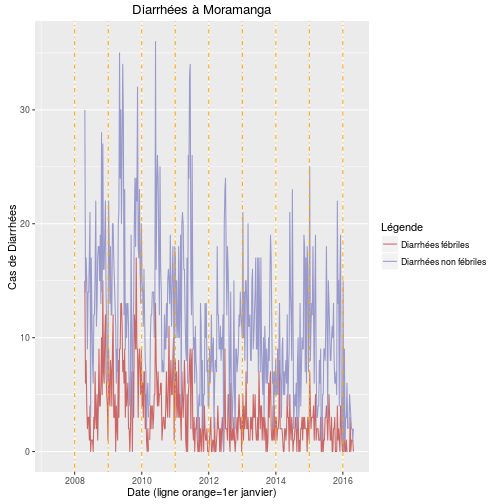 Diarrhées à Moramanga
Cas de Diarrhées
30
20
10
0
2008
2010
2012
2014
2016
Date (ligne orange=1er janvier)
Légende
Diarrhées fébriles
Diarrhées non fébriles